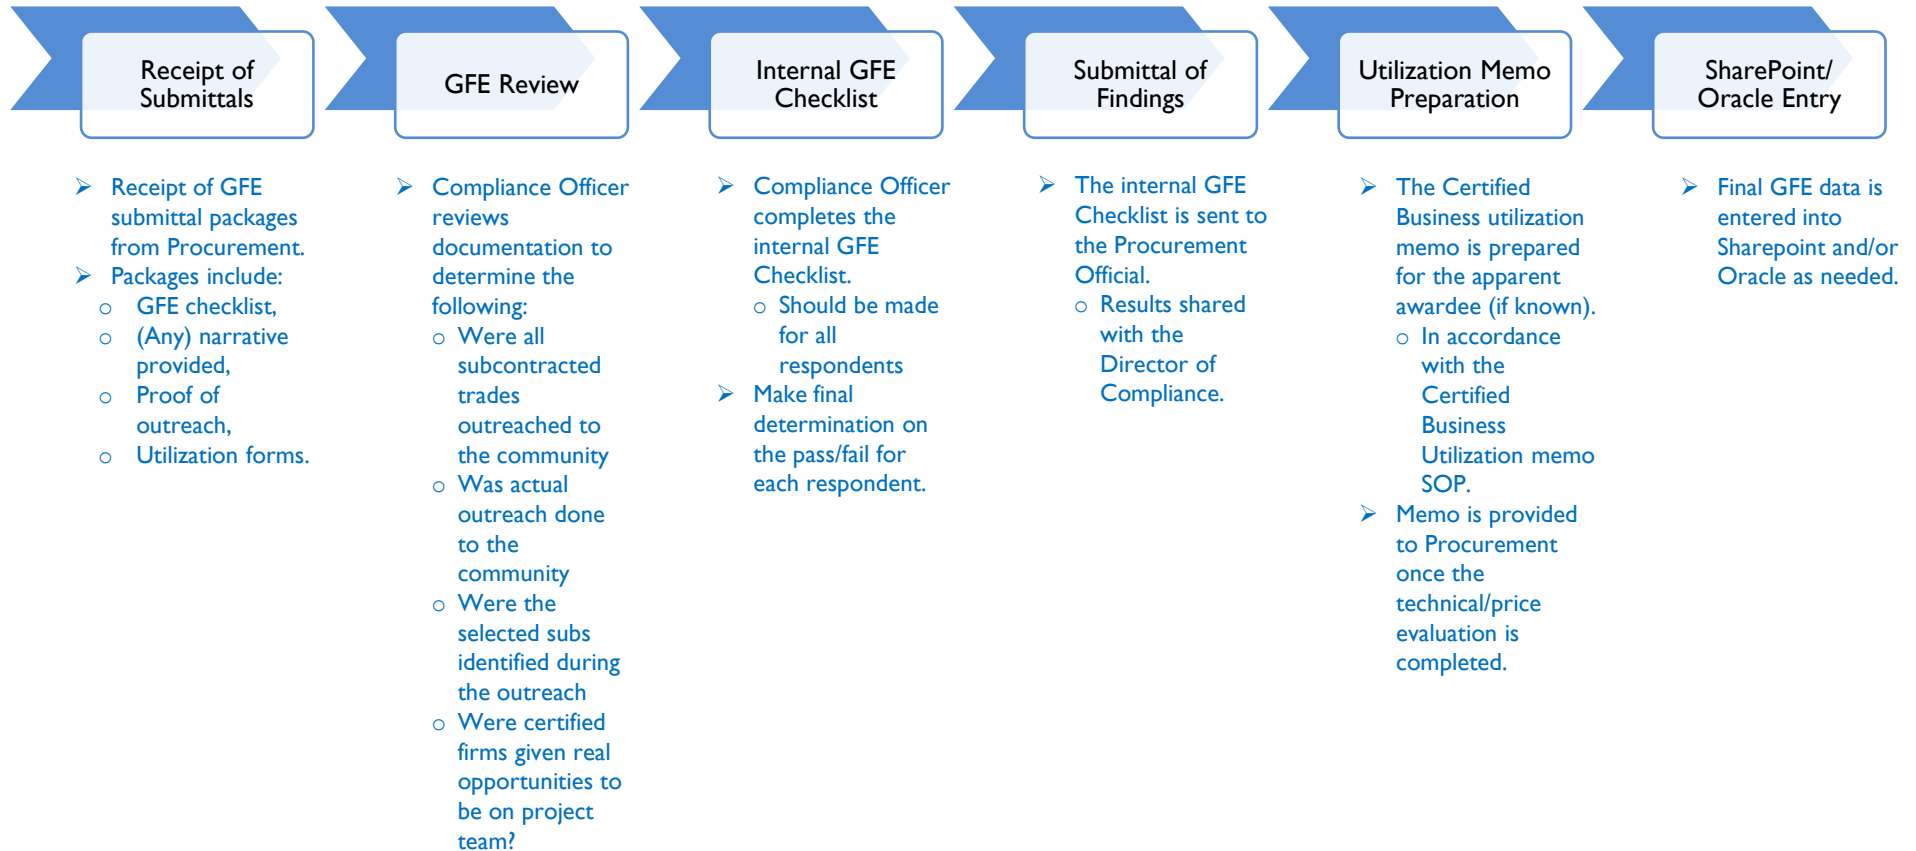 Receipt of
Submittals
GFE Review
Internal GFE
Checklist
Submittal of
Findings
Utilization Memo
Preparation
SharePoint/
Oracle Entry
➢ Receipt of GFE
submittal packages
from Procurement.
➢ Packages include:
o GFE checklist,
o (Any) narrative
provided,
o Proof of
outreach,
o Utilization forms.
➢ Compliance Officer
reviews
documentation to
determine the
following:
o Were all
subcontracted
trades
outreached to
the community
o Was actual
outreach done
to the
community
o Were the
selected subs
identified during
the outreach
o Were certified
firms given real
opportunities to
be on project
team?
➢ Compliance Officer
completes the
internal GFE
Checklist.
o Should be made
for all
respondents
➢ Make final
determination on
the pass/fail for
each respondent.
➢ The internal GFE
Checklist is sent to
the Procurement
Official.
o Results shared
with the
Director of
Compliance.
➢ The Certified
Business utilization
memo is prepared
for the apparent
awardee (if known).
o In accordance
with the
Certified
Business
Utilization memo
SOP.
➢ Memo is provided
to Procurement
once the
technical/price
evaluation is
completed.
➢ Final GFE data is
entered into
Sharepoint and/or
Oracle as needed.